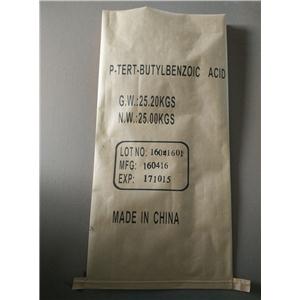 P-TERT-BUTYLBENZOIC ACID
G.W.:25.20KGS
N.W.:25.00KGS
LOT NO: 16041601
MFG: 160416
EXP: 171015
MADE IN CHINA